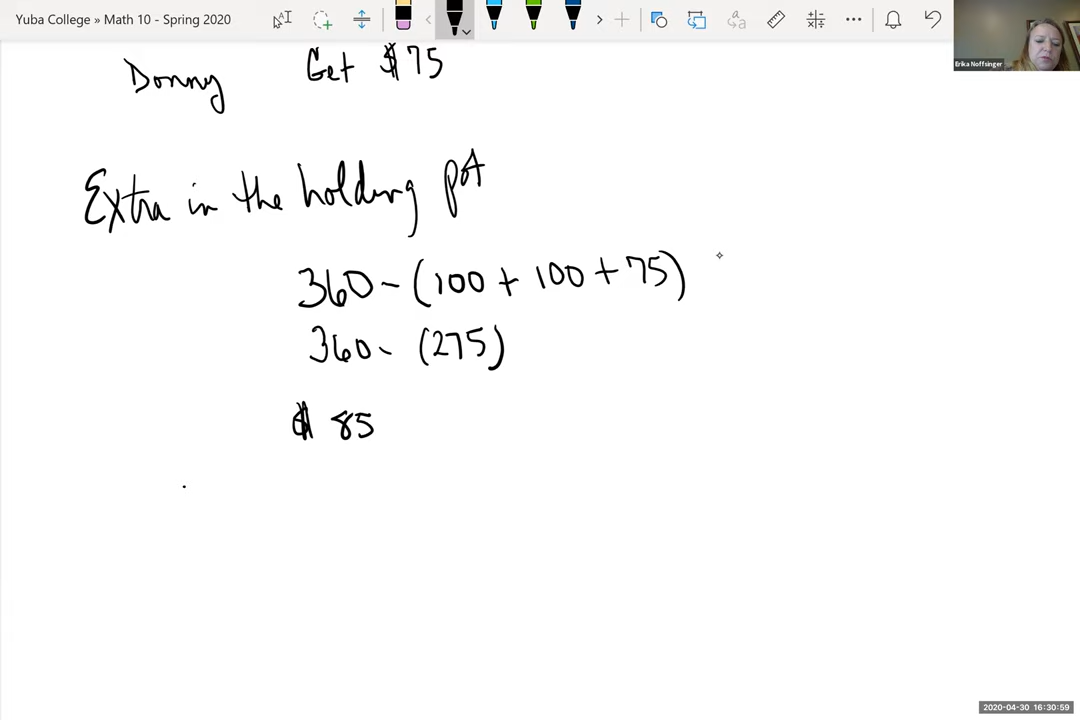 Yuba College » Math 10 - Spring 2020
Erika Noffsinger
Donny Get $75
Extra in the holding pot
360 - (100 + 100 + 75)
360 - (275)
$ 85
2020-04-30 16:30:59